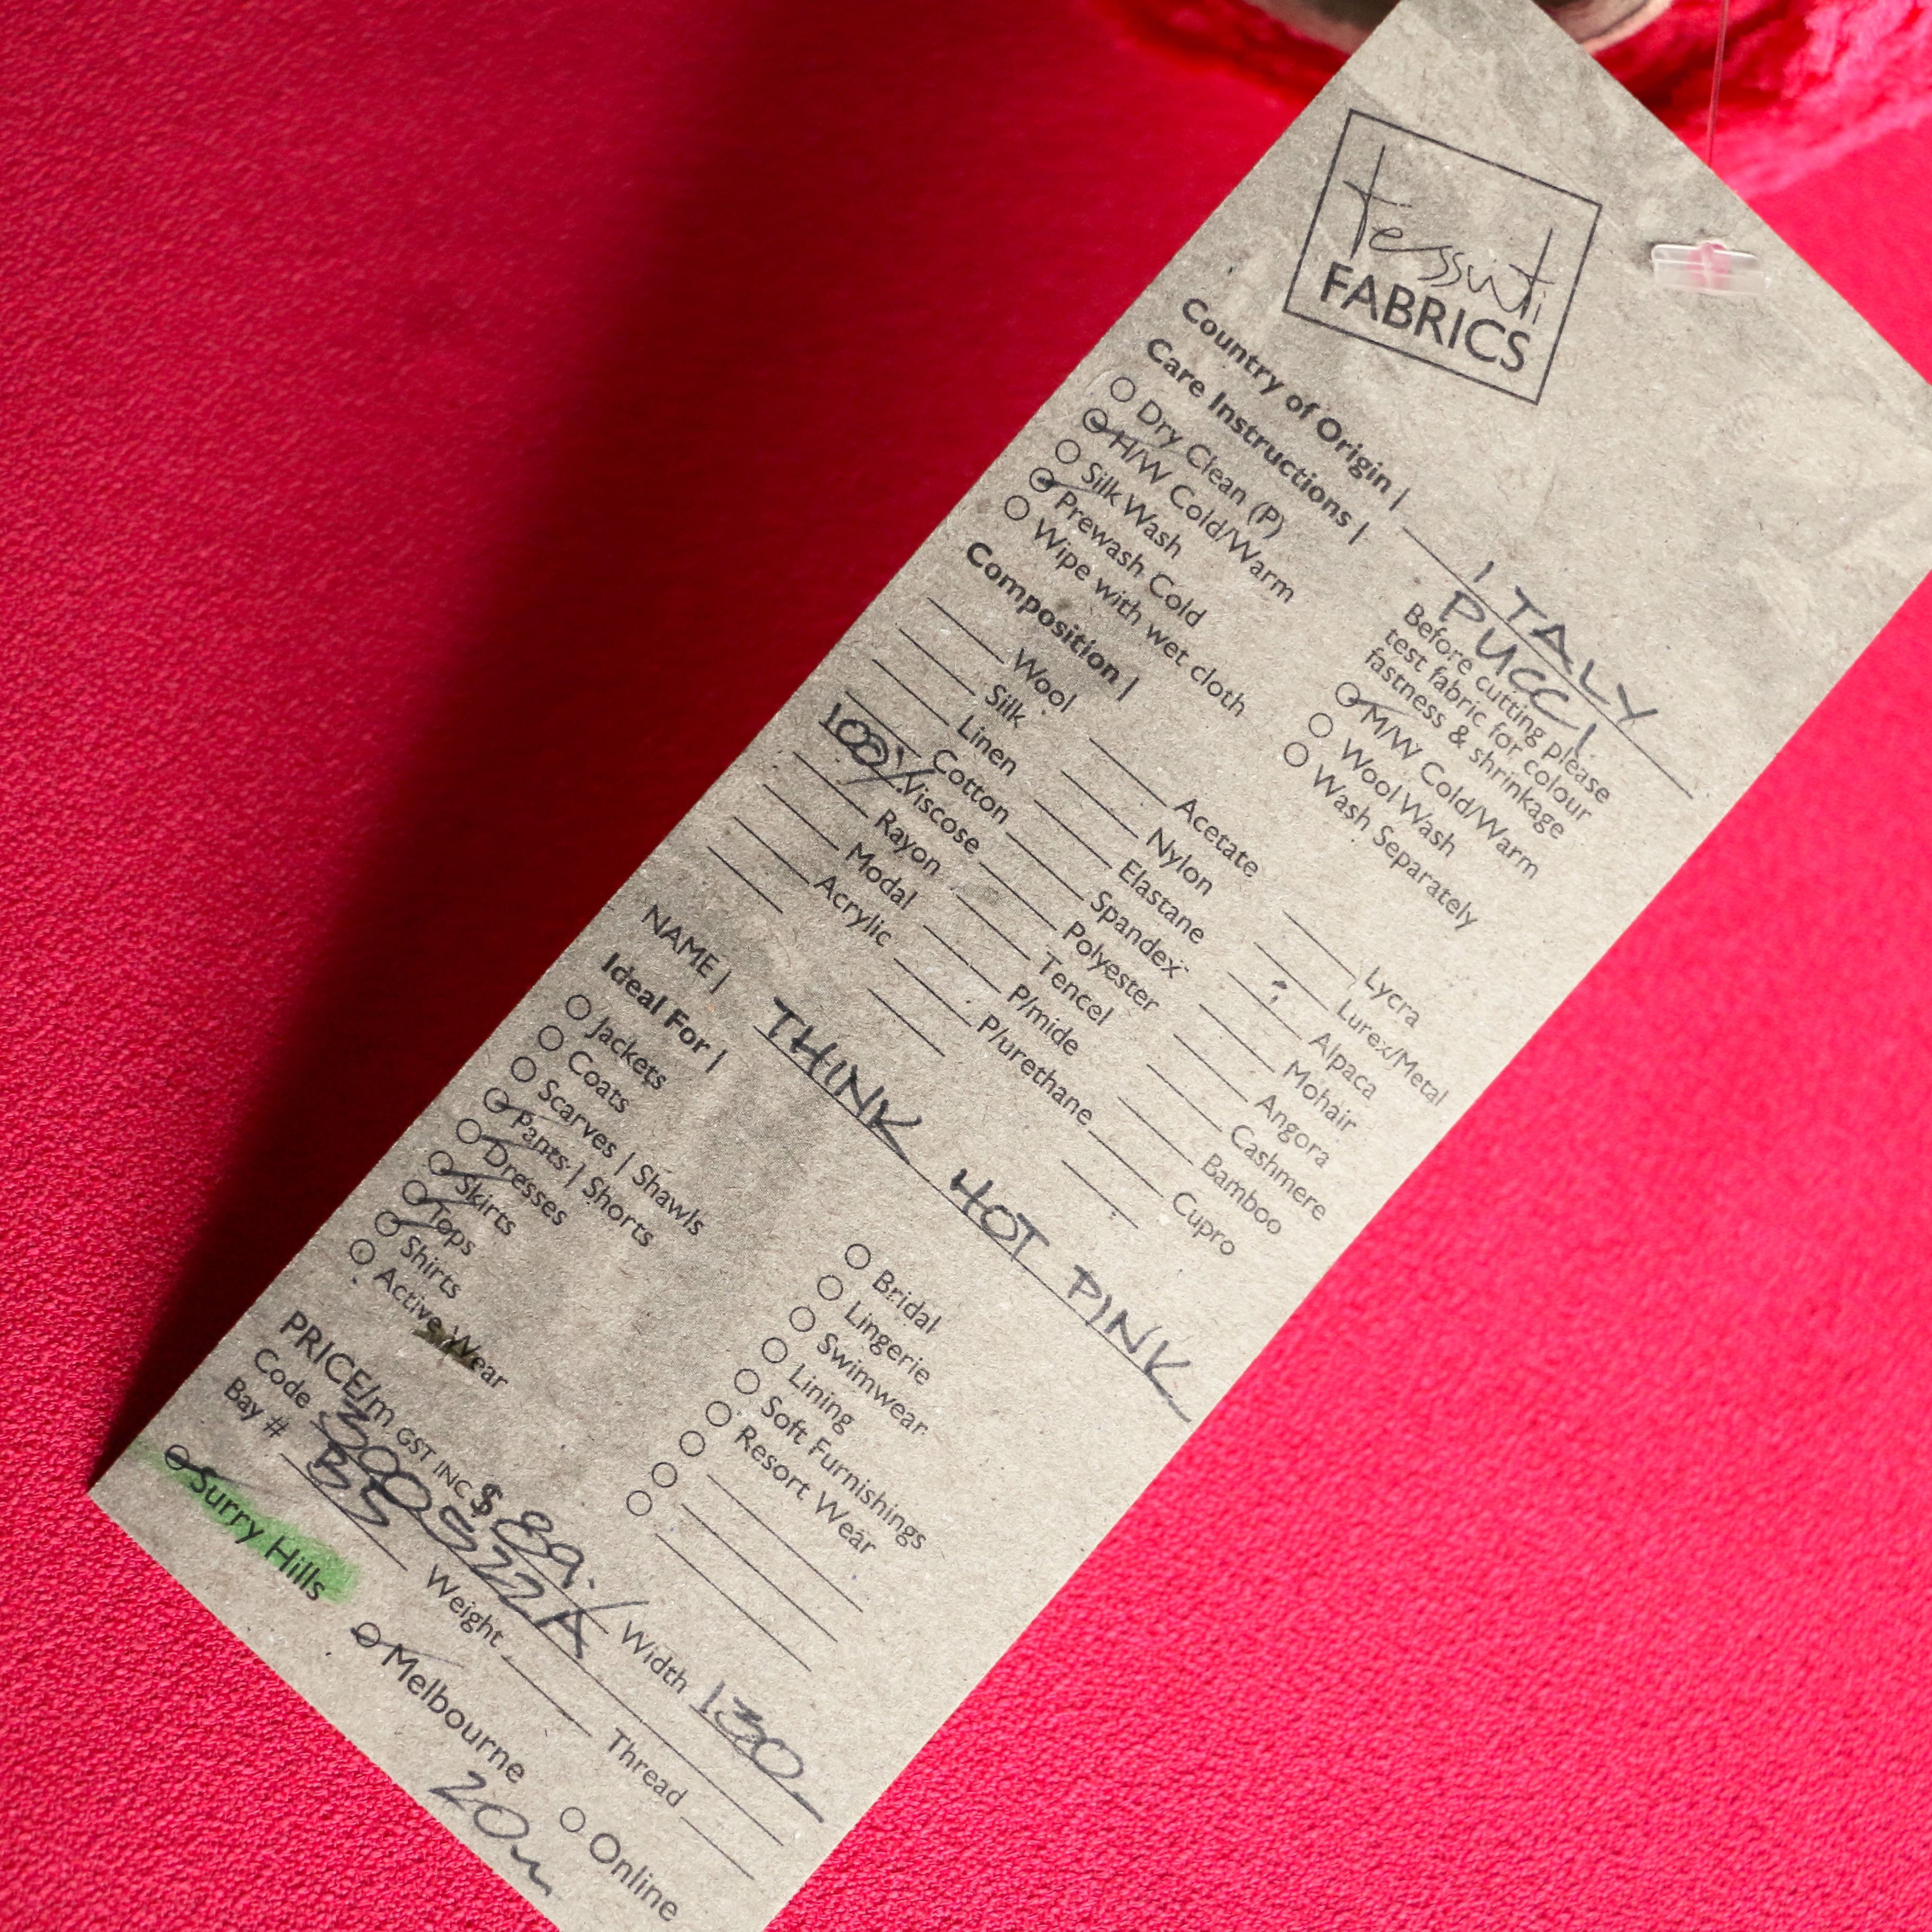 tessuti
FABRICS
Country of Origin | ITALY
PUCCI
Care Instructions |
Before cutting please
test fabric for colour
fastness & shrinkage
Dry Clean (P)
H/W Cold/Warm
M/W Cold/Warm
Silk Wash
Wool Wash
Prewash Cold
Wash Separately
Wipe with wet cloth
Composition |
Wool Acetate Lycra
Silk Nylon Lurex/Metal
Linen Elastane Alpaca
Cotton Spandex Mohair
100% Viscose Polyester Angora
Rayon Tencel Cashmere
Modal P/mide Bamboo
Acrylic P/urethane Cupro
NAME | THINK HOT PINK
Ideal For |
Jackets Bridal
Coats Lingerie
Scarves | Shawls Swimwear
Pants | Shorts Lining
Dresses Soft Furnishings
Skirts Resort Wear
Tops
Shirts
Active Wear
PRICE/m GST INC $ 89.- Width 130
Code 300522A
Bay # BS Weight Thread
Surry Hills Melbourne Online
20m